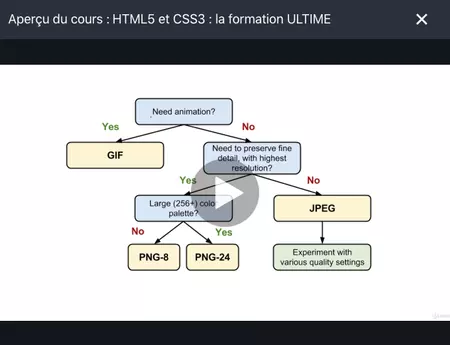 Aperçu du cours : HTML5 et CSS3 : la formation ULTIME
Need animation?
Yes
No
GIF
Need to preserve fine
detail, with highest
resolution?
Yes
No
Large (256+) color
palette?
JPEG
No
Yes
PNG-8
PNG-24
Experiment with
various quality settings